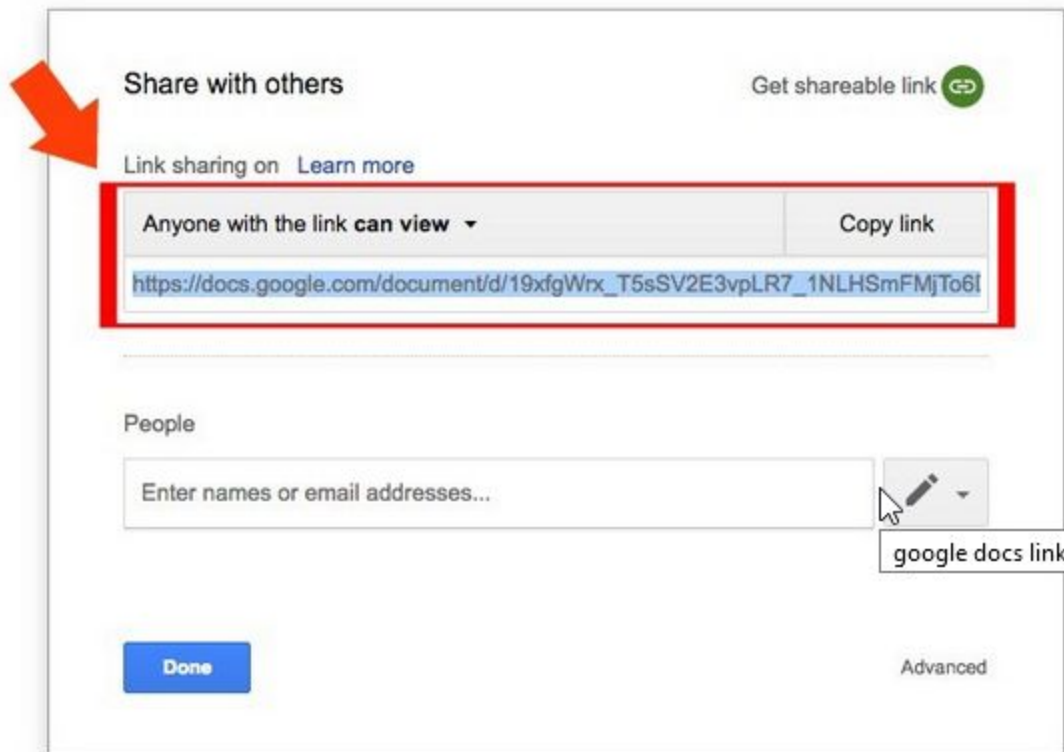 Share with others
Get shareable link
Link sharing on Learn more
Anyone with the link can view
Copy link
https://docs.google.com/document/d/19xfgWrx_T5sSV2E3vpLR7_1NLHSmFMjTo6
People
Enter names or email addresses...
google docs link
Done
Advanced